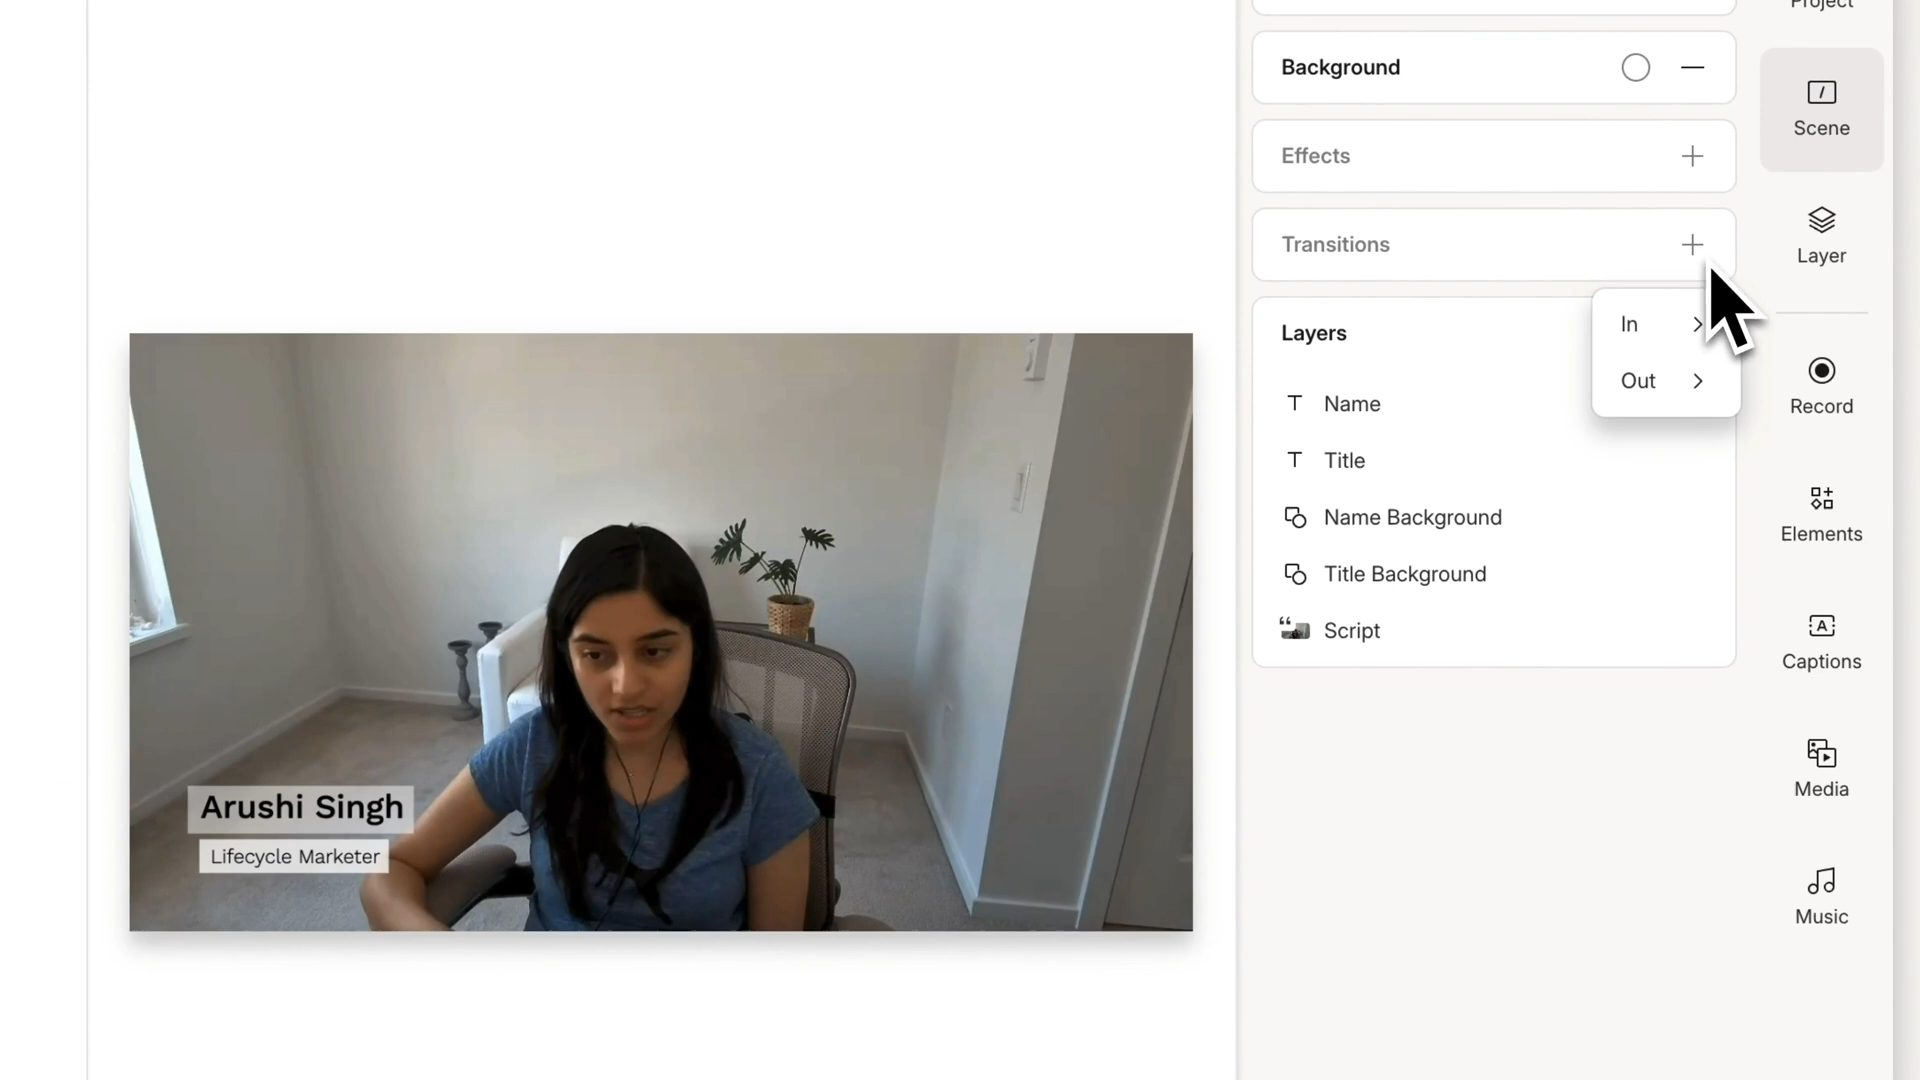 Project
Background
Scene
Effects
Transitions
Layer
In
Layers
Out
Name
Record
Title
Name Background
Elements
Title Background
Script
Captions
Media
Arushi Singh
Lifecycle Marketer
Music